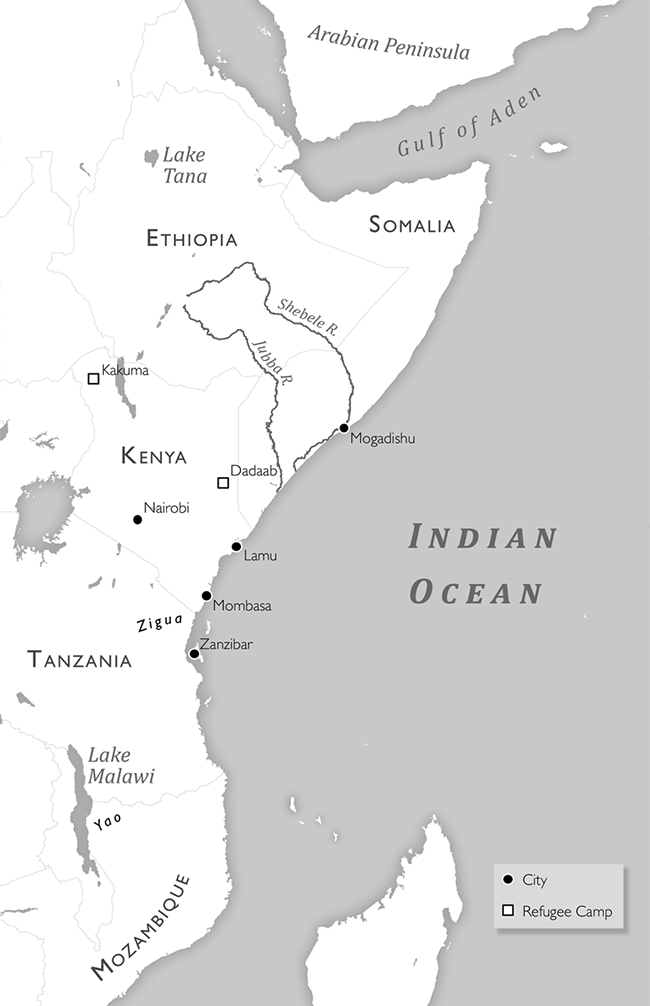 Arabian Peninsula
Gulf of Aden
Lake
Tana
SOMALIA
ETHIOPIA
Shebele R.
Jubba R.
Kakuma
Mogadishu
KENYA
Dadaab
Nairobi
INDIAN
OCEAN
Lamu
Mombasa
Zigua
Zanzibar
TANZANIA
Lake
Malawi
Yao
MOZAMBIQUE
City
Refugee Camp